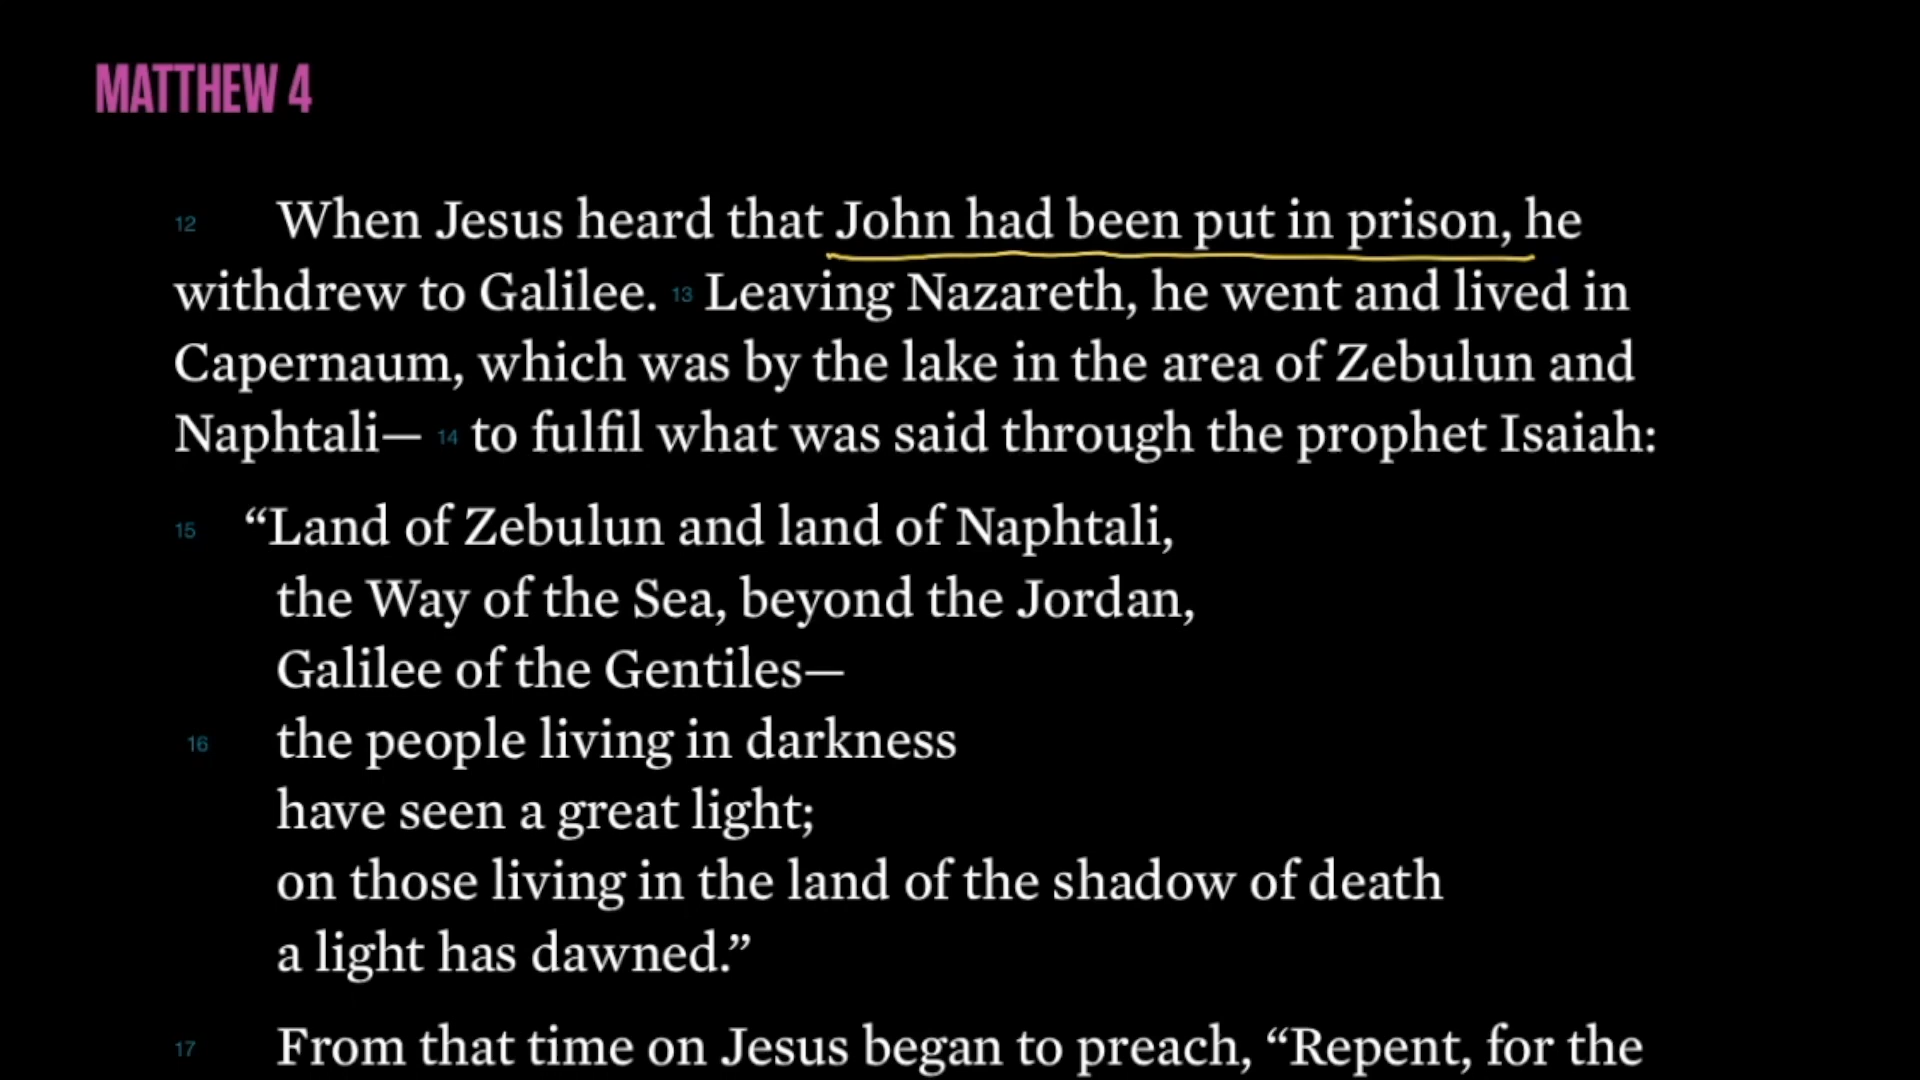 MATTHEW 4
12 When Jesus heard that John had been put in prison, he
withdrew to Galilee. 13 Leaving Nazareth, he went and lived in
Capernaum, which was by the lake in the area of Zebulun and
Naphtali— 14 to fulfil what was said through the prophet Isaiah:
15 “Land of Zebulun and land of Naphtali,
the Way of the Sea, beyond the Jordan,
Galilee of the Gentiles—
16 the people living in darkness
have seen a great light;
on those living in the land of the shadow of death
a light has dawned.”
17 From that time on Jesus began to preach, “Repent, for the